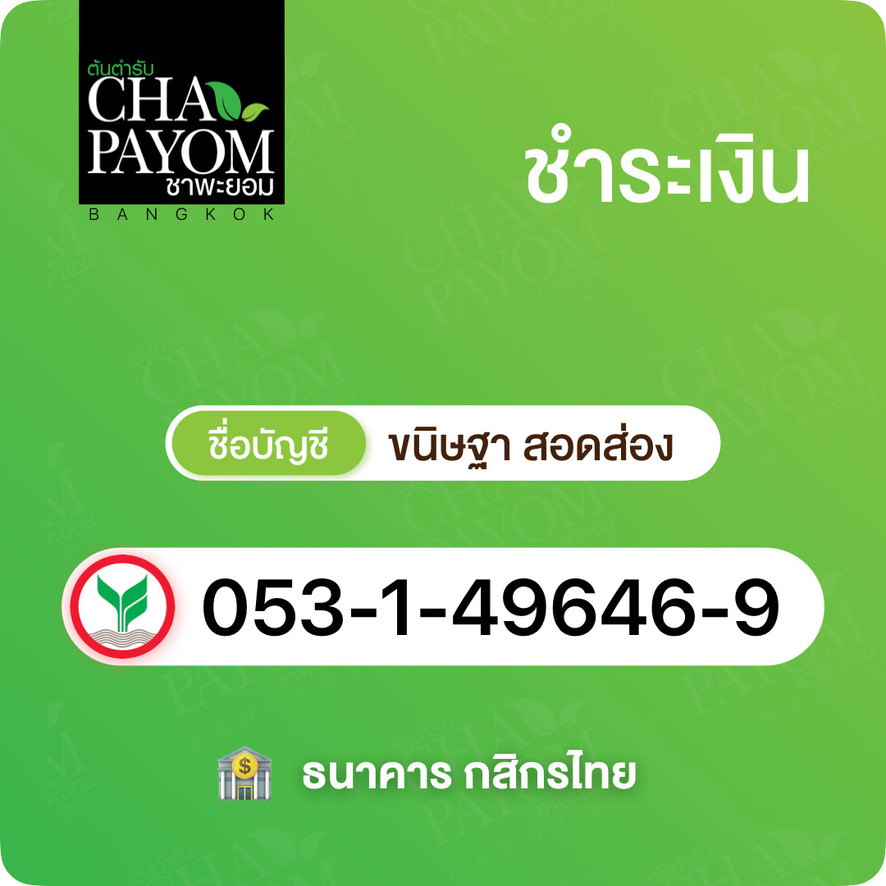 ต้นตำรับ
CHA
PAYOM
ชาพะยอม
BANGKOK
ชำระเงิน
ชื่อบัญชี ขนิษฐา สอดส่อง
053-1-49646-9
ธนาคาร กสิกรไทย